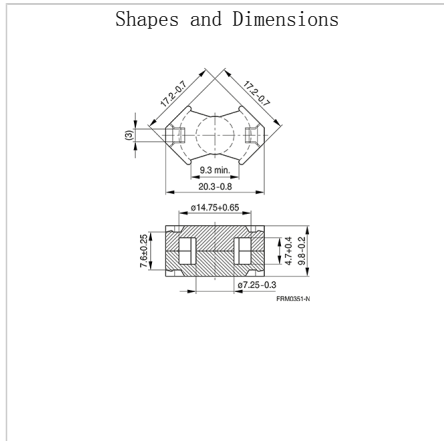 Shapes and Dimensions
17.2-0.7
17.2-0.7
(3)
9.3 min.
20.3-0.8
ø14.75+0.65
7.6±0.25
4.7+0.4
9.8-0.2
ø7.25-0.3
FRM0351-N